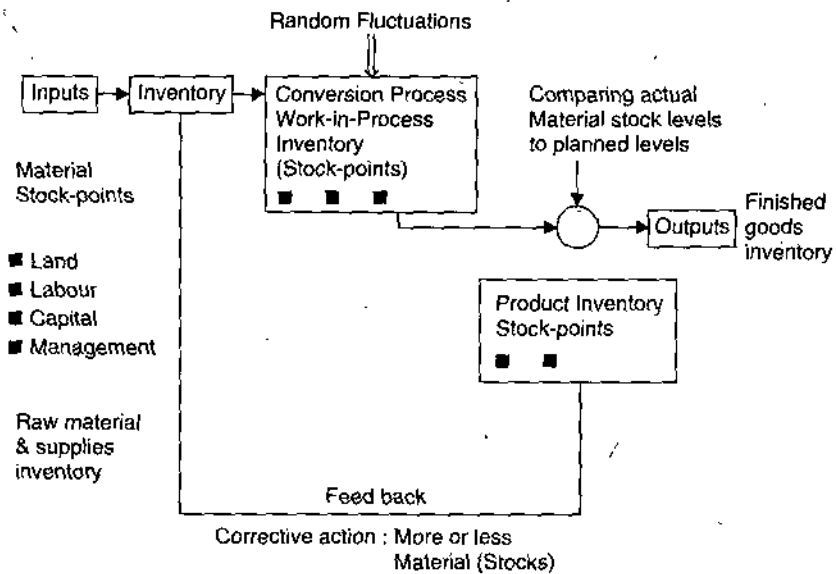 Random Fluctuations
Inputs
Inventory
Conversion Process
Work-in-Process
Inventory
(Stock-points)
Comparing actual
Material stock levels
to planned levels
Material
Stock-points
Outputs
Finished
goods
inventory
Land
Labour
Capital
Management
Product Inventory
Stock-points
Raw material
& supplies
inventory
Feed back
Corrective action : More or less
Material (Stocks)